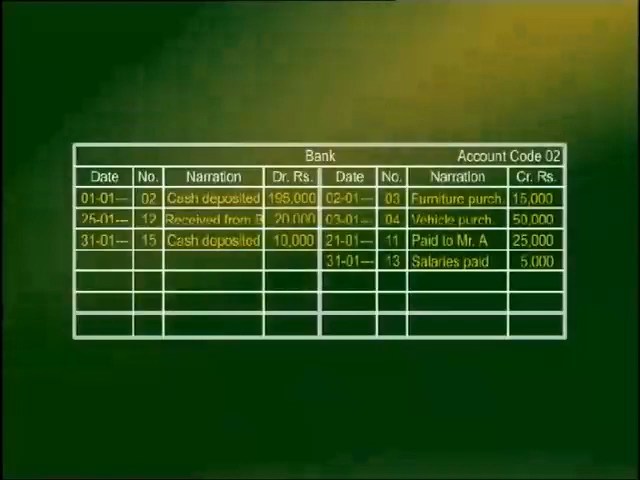 Bank Account Code 02
Date No. Narration Dr. Rs. Date No. Narration Cr. Rs.
01-01--- 02 Cash deposited 195,000 02-01--- 03 Furniture purch. 15,000
25-01--- 12 Received from B 20,000 03-01--- 04 Vehicle purch. 50,000
31-01--- 15 Cash deposited 10,000 21-01--- 11 Paid to Mr. A 25,000
31-01--- 13 Salaries paid 5,000